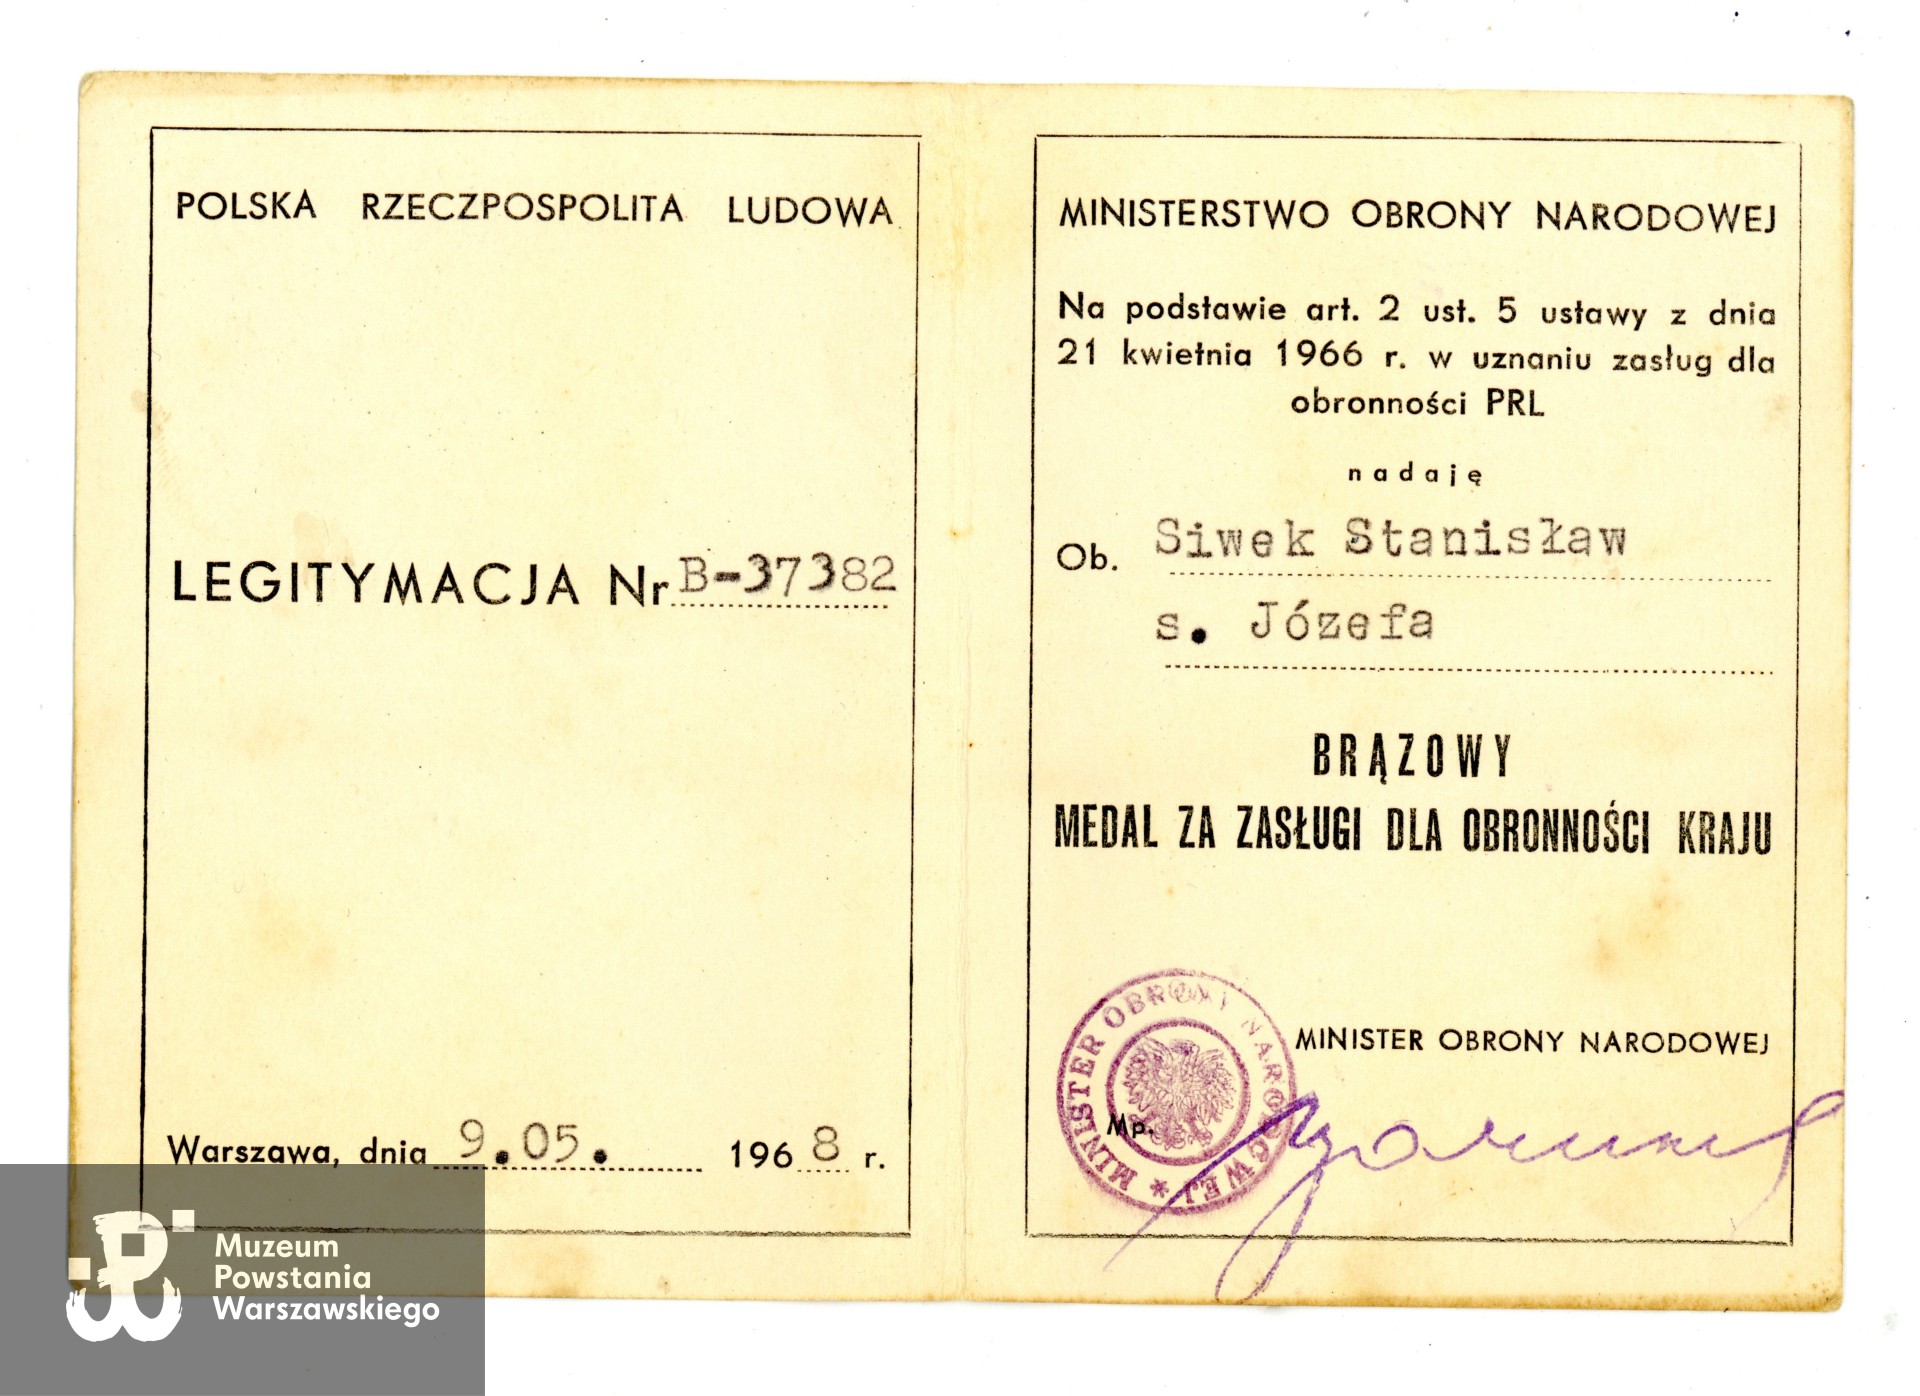 POLSKA RZECZPOSPOLITA LUDOWA
LEGITYMACJA Nr B-37382
Warszawa, dnia 9.05. 1968 r.
MINISTERSTWO OBRONY NARODOWEJ
Na podstawie art. 2 ust. 5 ustawy z dnia
21 kwietnia 1966 r. w uznaniu zasług dla
obronności PRL
nadaję
Ob. Siwek Stanisław
s. Józefa
BRĄZOWY
MEDAL ZA ZASŁUGI DLA OBRONNOŚCI KRAJU
MINISTER OBRONY NARODOWEJ
Mp.
MINISTER OBRONY NARODOWEJ *
Muzeum
Powstania
Warszawskiego